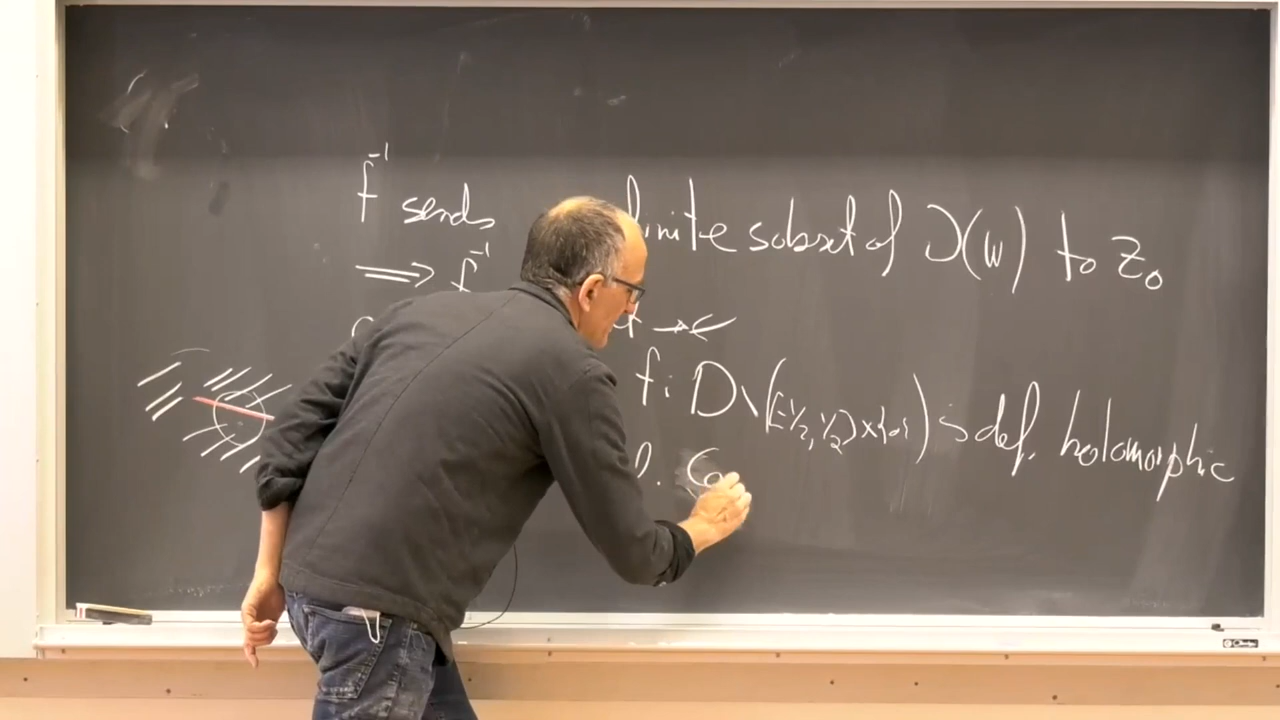 f⁻¹ sends finite subset of ∂(W) to z₀
⟹ f⁻¹
→←
f: D \ ([-1/2, 1/2] × {0}) is def. holomorphic